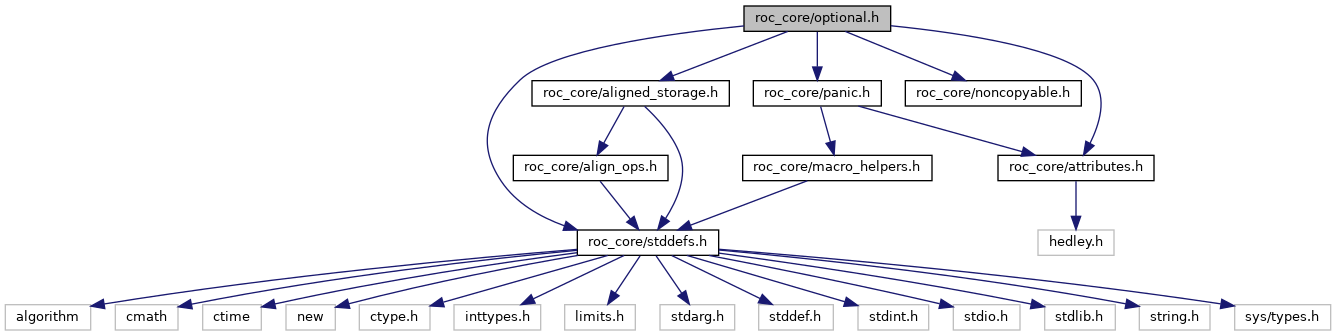 roc_core/optional.h
roc_core/aligned_storage.h
roc_core/panic.h
roc_core/noncopyable.h
roc_core/align_ops.h
roc_core/macro_helpers.h
roc_core/attributes.h
roc_core/stddefs.h
hedley.h
algorithm
cmath
ctime
new
ctype.h
inttypes.h
limits.h
stdarg.h
stddef.h
stdint.h
stdio.h
stdlib.h
string.h
sys/types.h